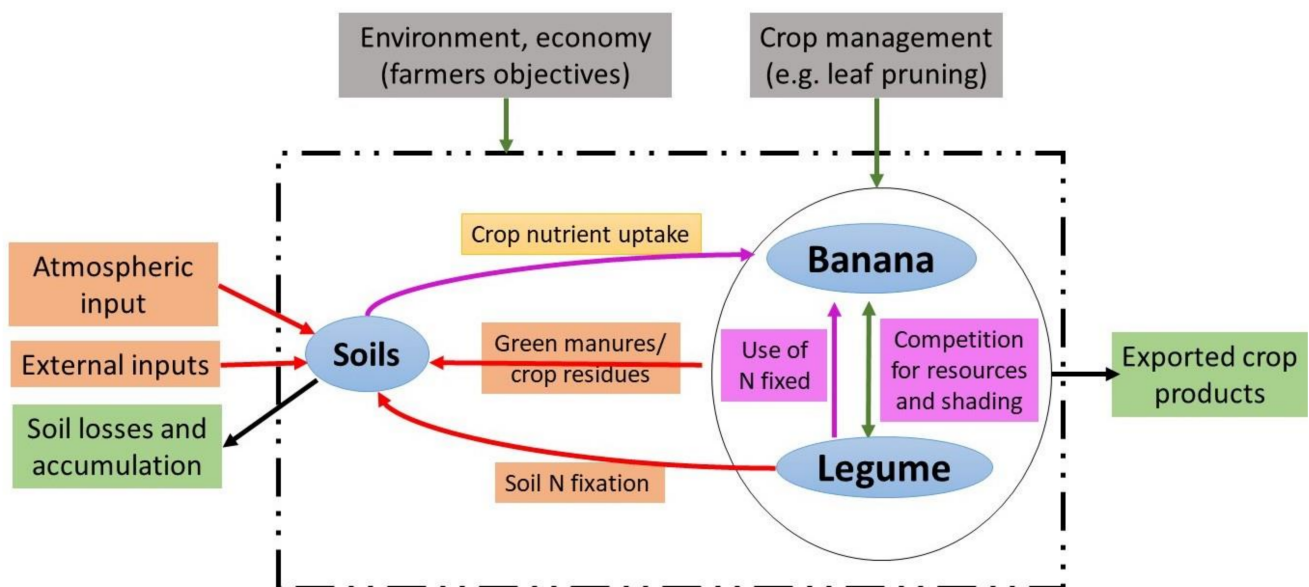 Environment, economy
(farmers objectives)
Crop management
(e.g. leaf pruning)
Crop nutrient uptake
Banana
Atmospheric
input
Soils
External inputs
Green manures/
crop residues
Use of
N fixed
Competition
for resources
and shading
Exported crop
products
Soil losses and
accumulation
Soil N fixation
Legume